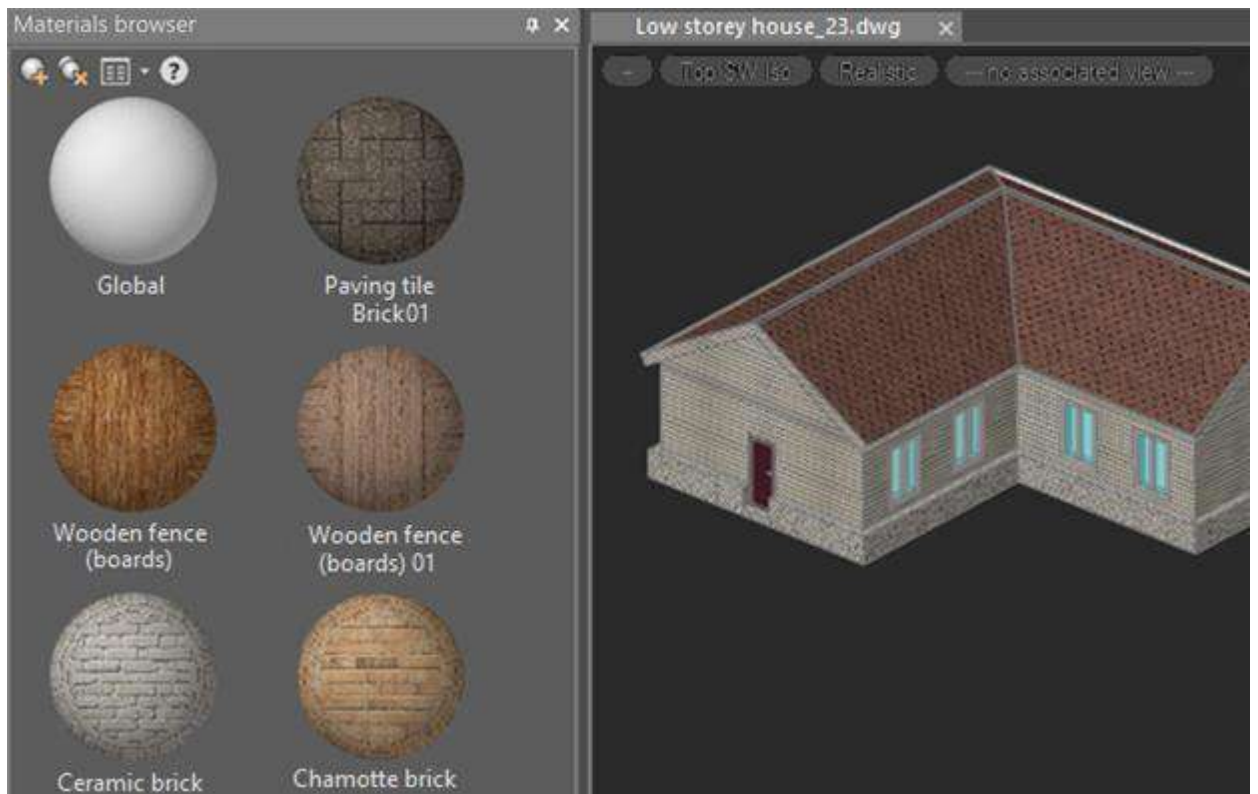 Materials browser
Low storey house_23.dwg
Top SW Iso
Realistic
--- no associated view ---
?
Global
Paving tile
Brick01
Wooden fence
(boards)
Wooden fence
(boards) 01
Ceramic brick
Chamotte brick